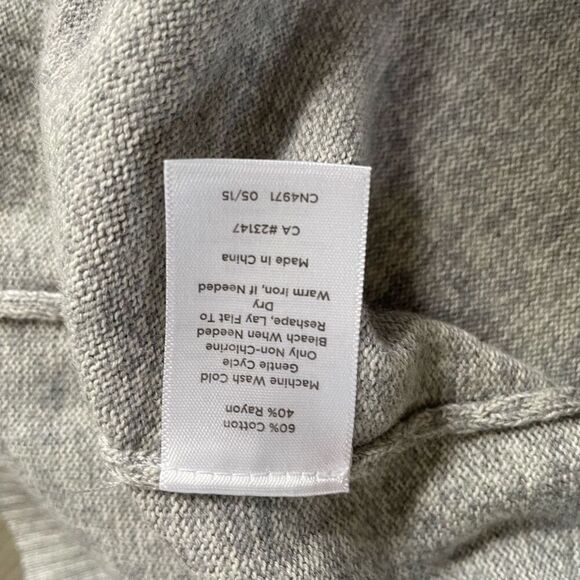 60% Cotton
40% Rayon
Machine Wash Cold
Gentle Cycle
Only Non-Chlorine
Bleach When Needed
Reshape, Lay Flat To
Dry
Warm Iron, If Needed
Made in China
CA #23147
CN4971 05/15